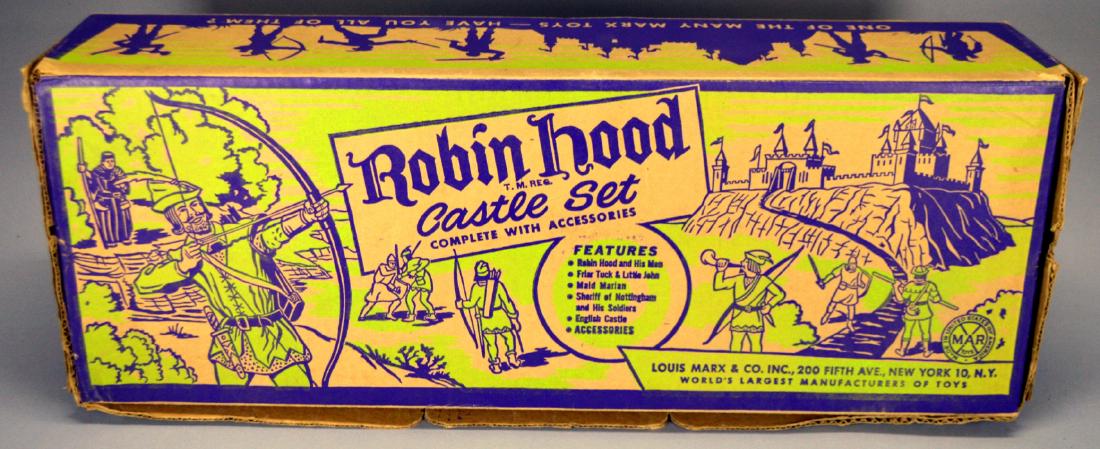 ONE OF THE MANY MARX TOYS — HAVE YOU ALL OF THEM?
Robin Hood
T. M. REG.
Castle Set
COMPLETE WITH ACCESSORIES
FEATURES
• Robin Hood and His Men
• Friar Tuck & Little John
• Maid Marian
• Sheriff of Nottingham
and His Soldiers
• English Castle
• ACCESSORIES
MAR
TOYS
LOUIS MARX & CO. INC., 200 FIFTH AVE., NEW YORK 10, N.Y.
WORLD'S LARGEST MANUFACTURERS OF TOYS